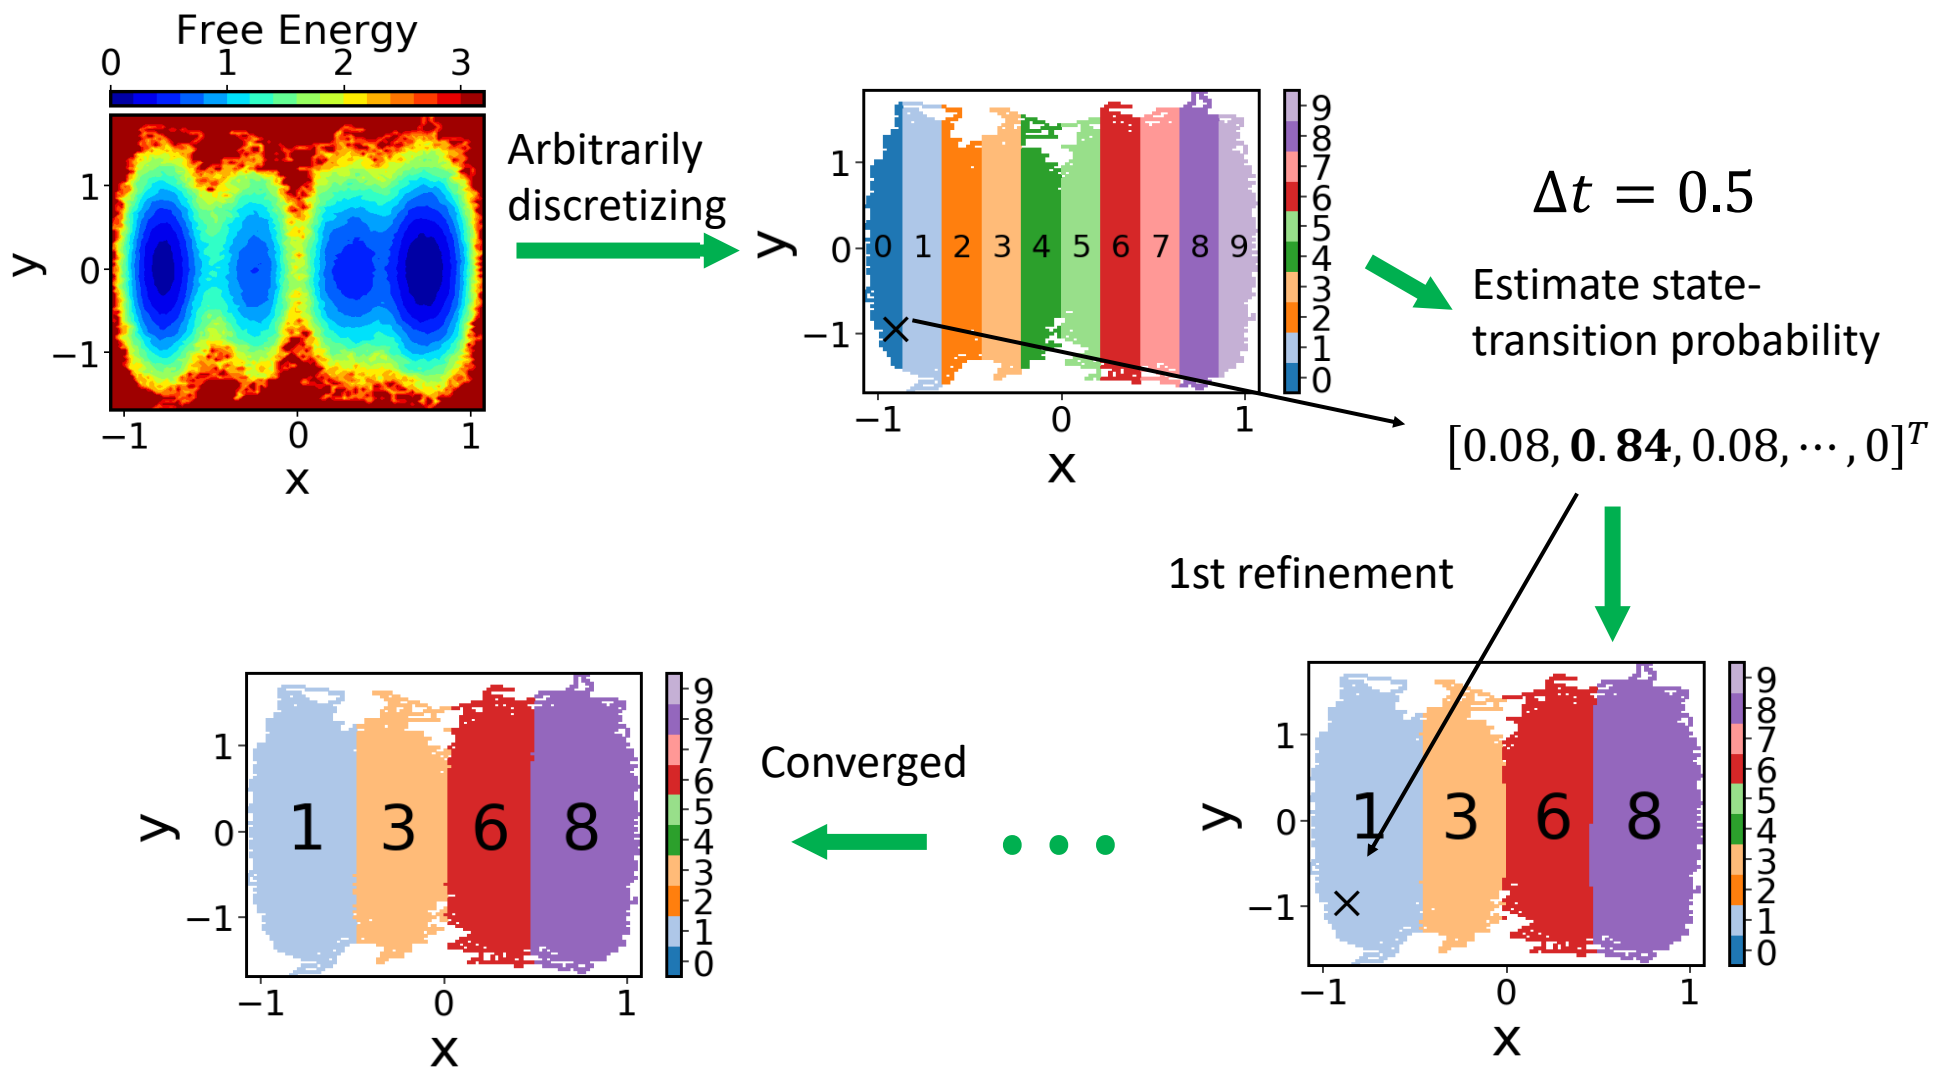 Free Energy
0 1 2 3
y
1
0
−1
−1 0 1
x
Arbitrarily
discretizing
y
1
0
−1
0 1 2 3 4 5 6 7 8 9
−1 0 1
x
9
8
7
6
5
4
3
2
1
0
Δt = 0.5
Estimate state-
transition probability
[0.08, 0.84, 0.08, ⋯, 0]ᵀ
1st refinement
y
1
0
−1
1 3 6 8
−1 0 1
x
9
8
7
6
5
4
3
2
1
0
Converged
y
1
0
−1
1 3 6 8
−1 0 1
x
9
8
7
6
5
4
3
2
1
0